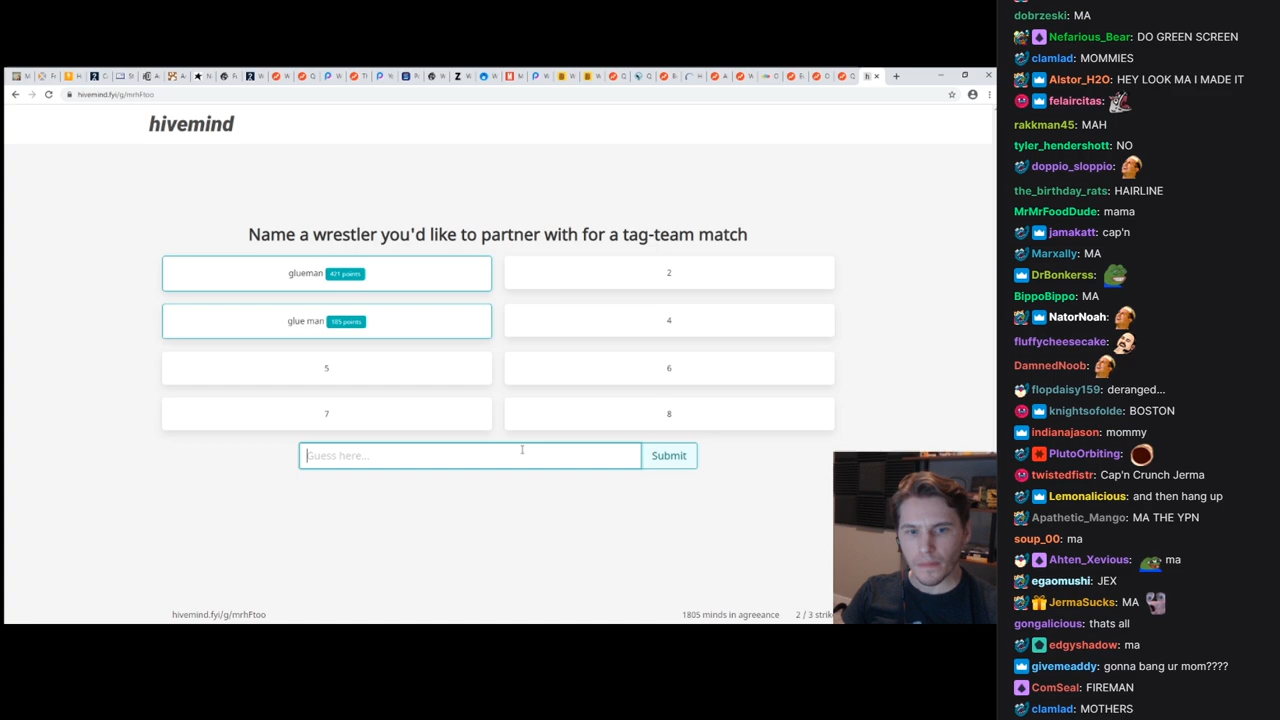 hivemind.fyi/g/mrhFtoo
hivemind
Name a wrestler you'd like to partner with for a tag-team match
glueman 421 points
2
glue man 185 points
4
5
6
7
8
Guess here...
Submit
hivemind.fyi/g/mrhFtoo
1805 minds in agreeance
2 / 3 strik
dobrzeski: MA
Nefarious_Bear: DO GREEN SCREEN
clamlad: MOMMIES
Alstor_H2O: HEY LOOK MA I MADE IT
felaircitas:
rakkman45: MAH
tyler_hendershott: NO
doppio_sloppio:
the_birthday_rats: HAIRLINE
MrMrFoodDude: mama
jamakatt: cap'n
Marxally: MA
DrBonkerss:
BippoBippo: MA
NatorNoah:
fluffycheesecake:
DamnedNoob:
flopdaisy159: deranged...
knightsofolde: BOSTON
indianajason: mommy
PlutoOrbiting:
twistedfistr: Cap'n Crunch Jerma
Lemonalicious: and then hang up
Apathetic_Mango: MA THE YPN
soup_00: ma
Ahten_Xevious: ma
egaomushi: JEX
JermaSucks: MA
gongalicious: thats all
edgyshadow: ma
givemeaddy: gonna bang ur mom????
ComSeal: FIREMAN
clamlad: MOTHERS